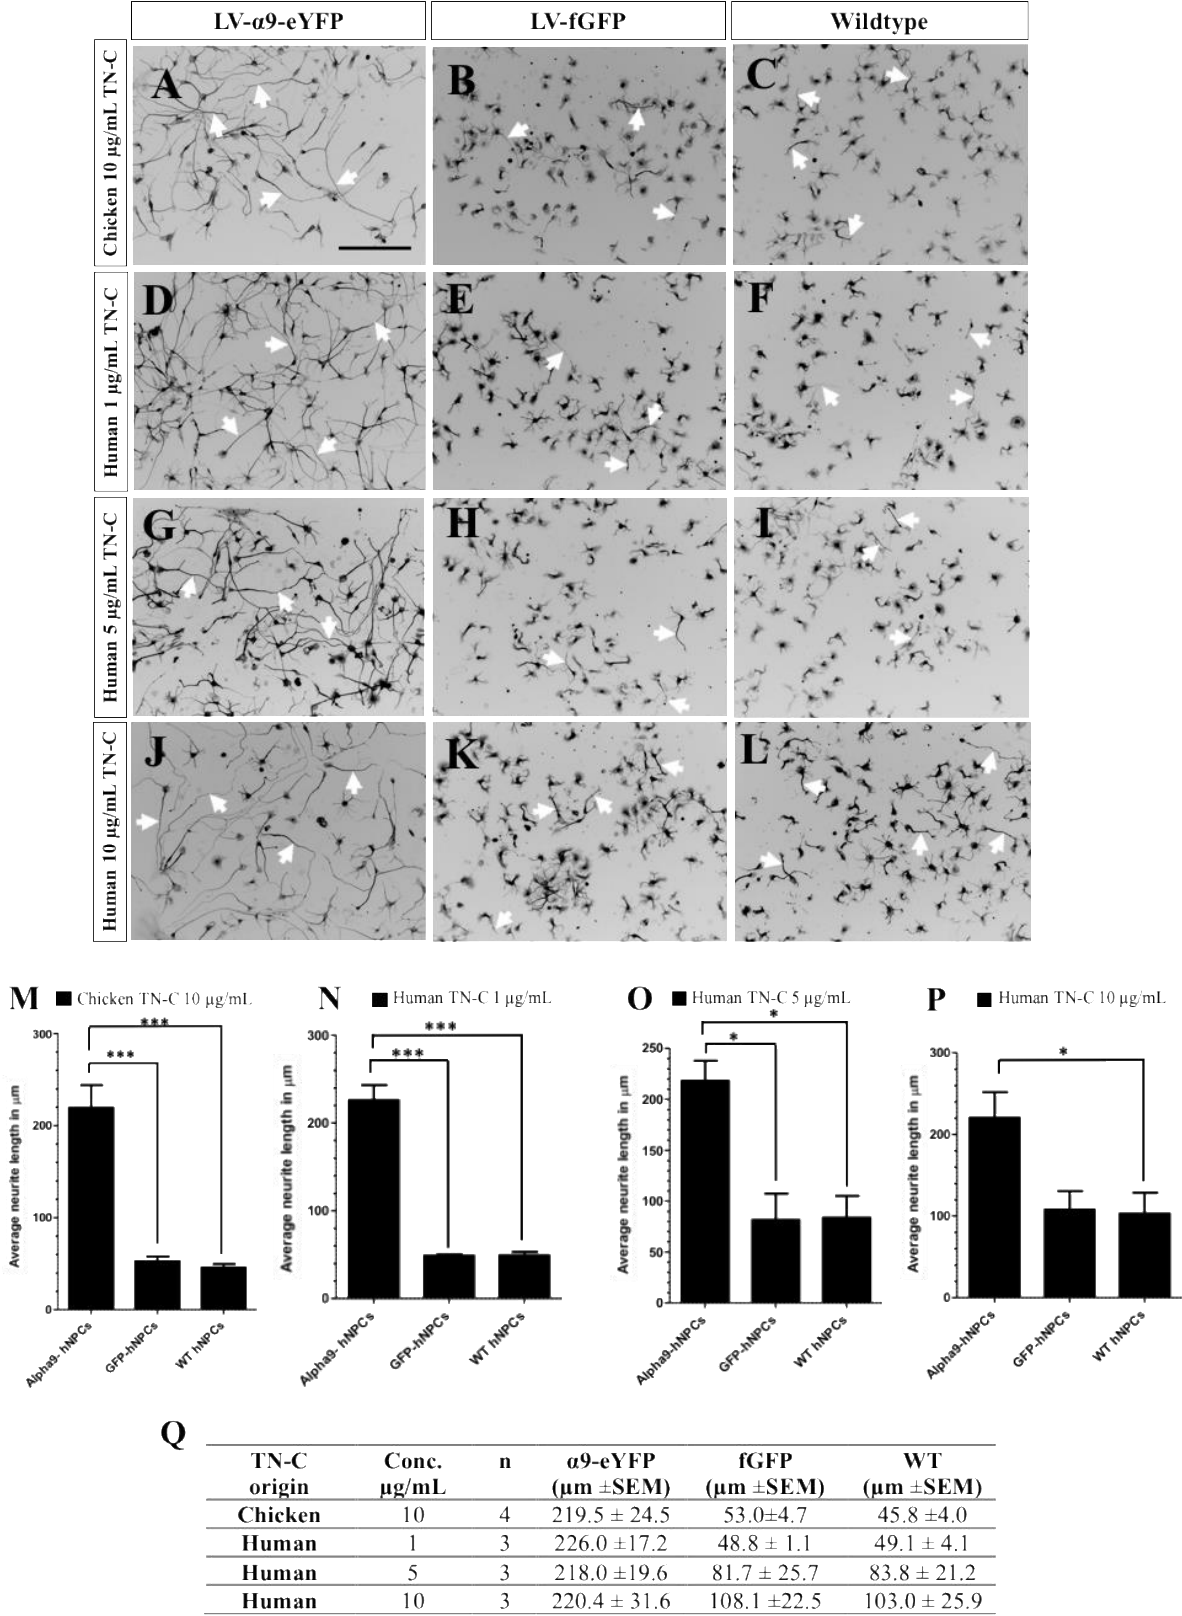 LV-α9-eYFP
LV-fGFP
Wildtype
Chicken 10 µg/mL TN-C
A
B
C
Human 1 µg/mL TN-C
D
E
F
Human 5 µg/mL TN-C
G
H
I
Human 10 µg/mL TN-C
J
K
L
M
Chicken TN-C 10 µg/mL
Average neurite length in µm
300
200
100
0
***
***
Alpha9- hNPCs
GFP-hNPCs
WT hNPCs
N
Human TN-C 1 µg/mL
Average neurite length in µm
300
200
100
0
***
***
Alpha9- hNPCs
GFP-hNPCs
WT hNPCs
O
Human TN-C 5 µg/mL
Average neurite length in µm
250
200
150
100
50
0
*
*
Alpha9-hNPCs
GFP-hNPCs
WT hNPCs
P
Human TN-C 10 µg/mL
Average neurite length in µm
300
200
100
0
*
Alpha9-hNPCs
GFP-hNPCs
WT hNPCs
Q
TN-C Conc. n α9-eYFP fGFP WT
origin µg/mL (µm ±SEM) (µm ±SEM) (µm ±SEM)
Chicken 10 4 219.5 ± 24.5 53.0±4.7 45.8 ±4.0
Human 1 3 226.0 ±17.2 48.8 ± 1.1 49.1 ± 4.1
Human 5 3 218.0 ±19.6 81.7 ± 25.7 83.8 ± 21.2
Human 10 3 220.4 ± 31.6 108.1 ±22.5 103.0 ± 25.9